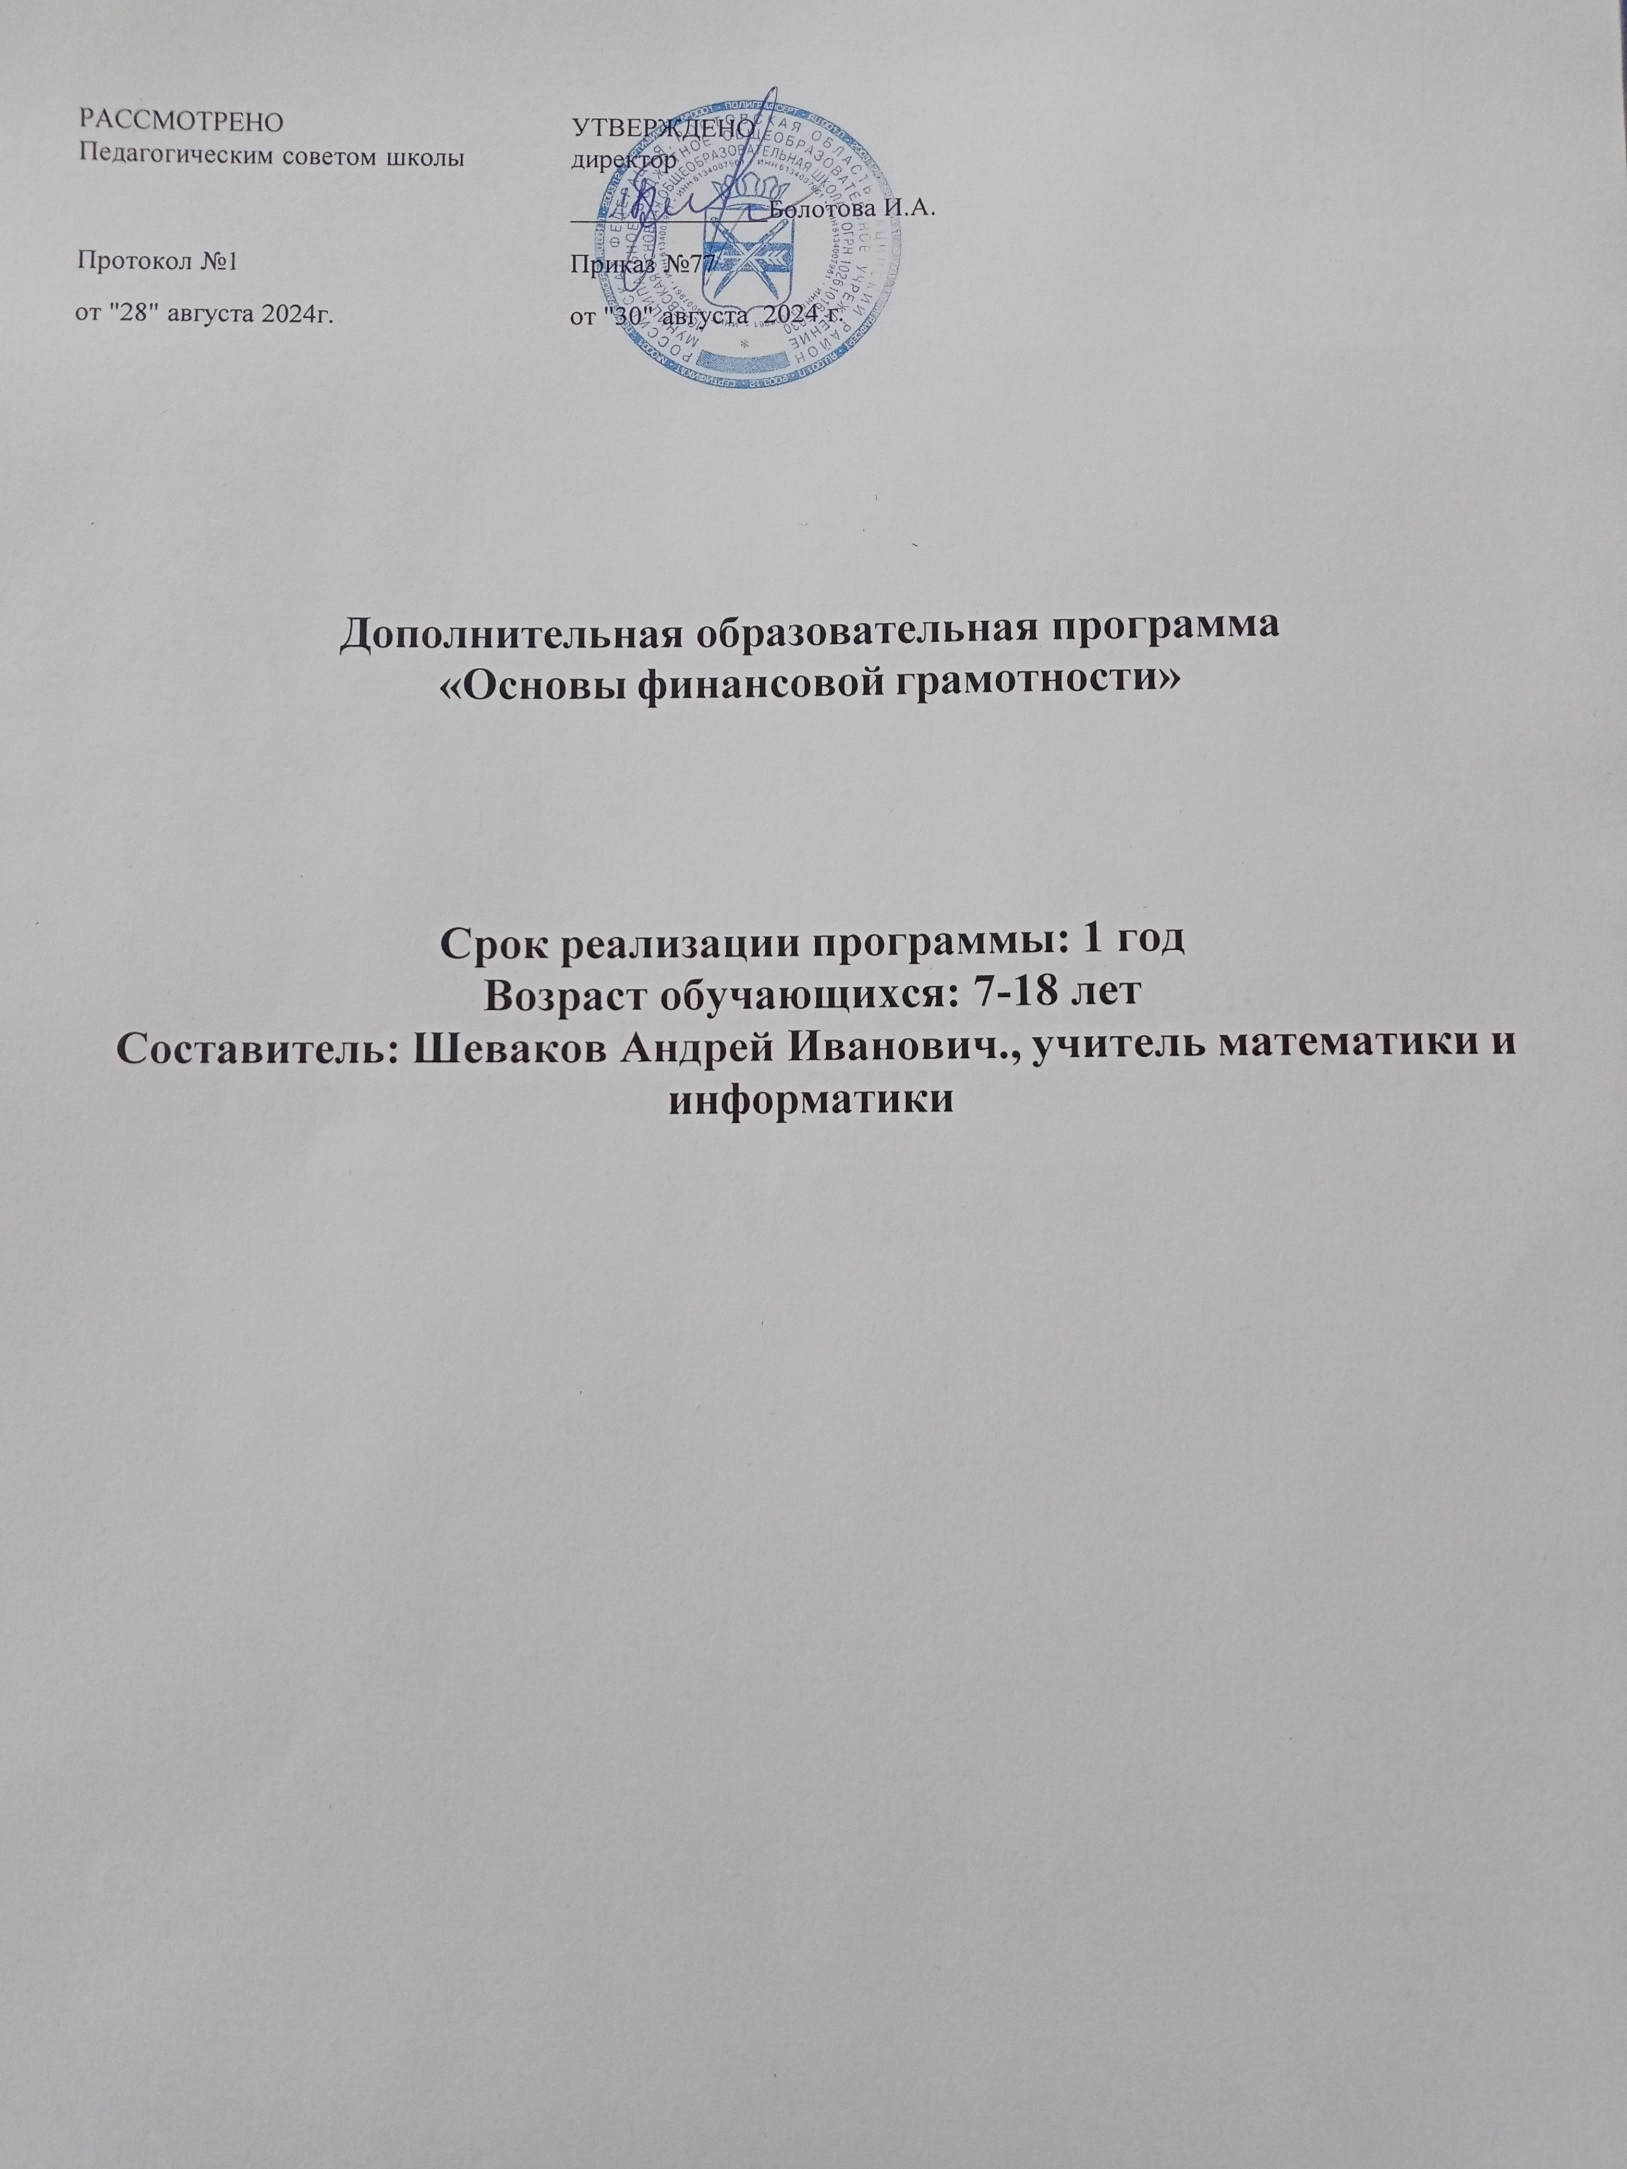 РАССМОТРЕНО
Педагогическим советом школы
Протокол №1
от "28" августа 2024г.
УТВЕРЖДЕНО
директор
Болотова И.А.
Приказ №77
от "30" августа 2024 г.
Дополнительная образовательная программа
«Основы финансовой грамотности»
Срок реализации программы: 1 год
Возраст обучающихся: 7-18 лет
Составитель: Шеваков Андрей Иванович., учитель математики и
информатики